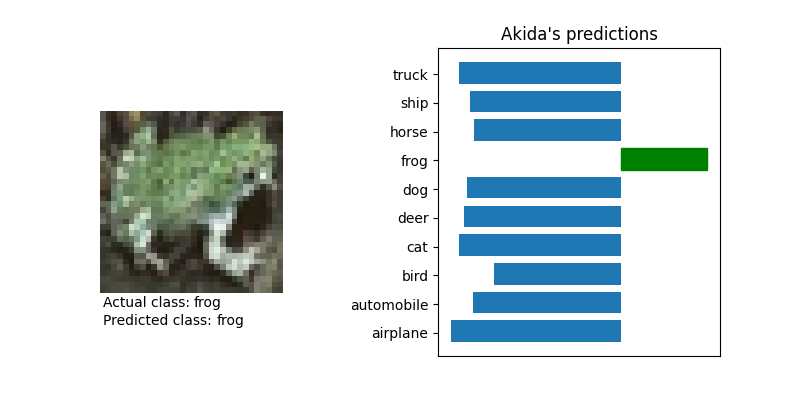 Akida's predictions
truck
ship
horse
frog
dog
deer
cat
bird
automobile
airplane
Actual class: frog
Predicted class: frog